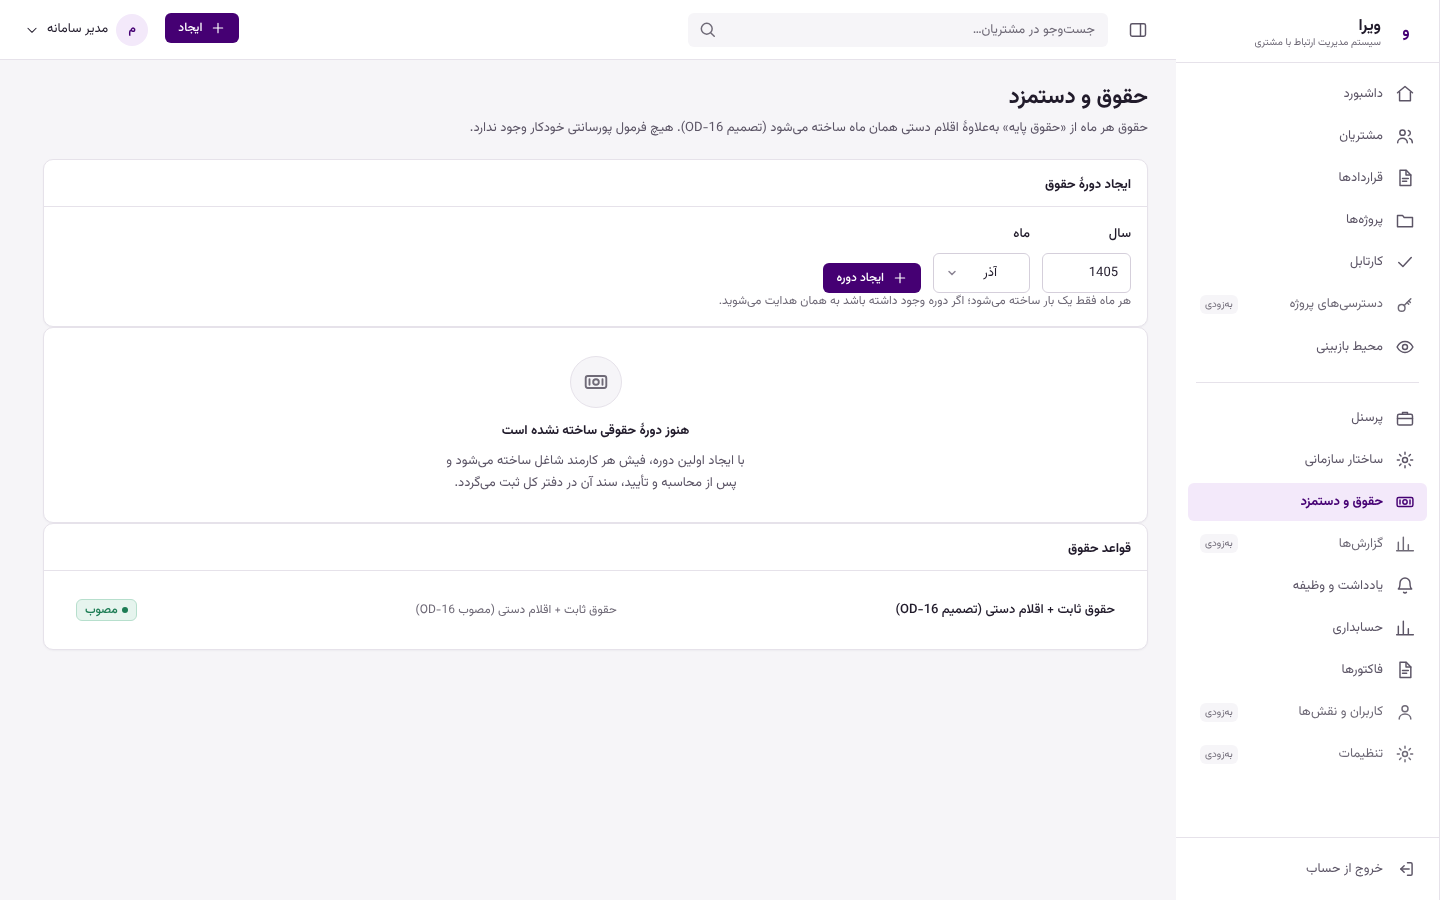 و
ویرا
سیستم مدیریت ارتباط با مشتری
داشبورد
مشتریان
قراردادها
پروژه‌ها
کارتابل
دسترسی‌های پروژه
به‌زودی
محیط بازبینی
پرسنل
ساختار سازمانی
حقوق و دستمزد
گزارش‌ها
به‌زودی
یادداشت و وظیفه
حسابداری
فاکتورها
کاربران و نقش‌ها
به‌زودی
تنظیمات
به‌زودی
خروج از حساب
جست‌وجو در مشتریان...
ایجاد
م
مدیر سامانه
حقوق و دستمزد
حقوق هر ماه از «حقوق پایه» به‌علاوهٔ اقلام دستی همان ماه ساخته می‌شود (تصمیم OD-16). هیچ فرمول پورسانتی خودکار وجود ندارد.
ایجاد دورهٔ حقوق
سال
ماه
1405
آذر
ایجاد دوره
هر ماه فقط یک بار ساخته می‌شود؛ اگر دوره وجود داشته باشد به همان هدایت می‌شوید.
هنوز دورهٔ حقوقی ساخته نشده است
با ایجاد اولین دوره، فیش هر کارمند شاغل ساخته می‌شود و
پس از محاسبه و تأیید، سند آن در دفتر کل ثبت می‌گردد.
قواعد حقوق
حقوق ثابت + اقلام دستی (تصمیم OD-16)
حقوق ثابت + اقلام دستی (مصوب OD-16)
مصوب